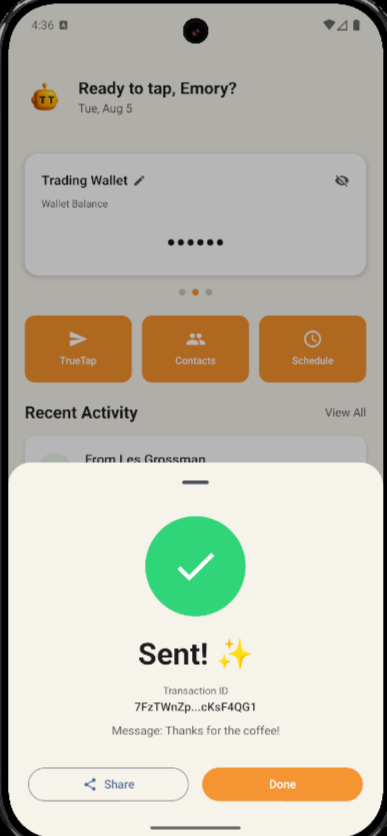 4:36 A
TT
Ready to tap, Emory?
Tue, Aug 5
Trading Wallet
Wallet Balance
••••••
TrueTap
Contacts
Schedule
Recent Activity
View All
From Les Grossman
Sent! ✨
Transaction ID
7FzTWnZp...cKsF4QG1
Message: Thanks for the coffee!
Share
Done